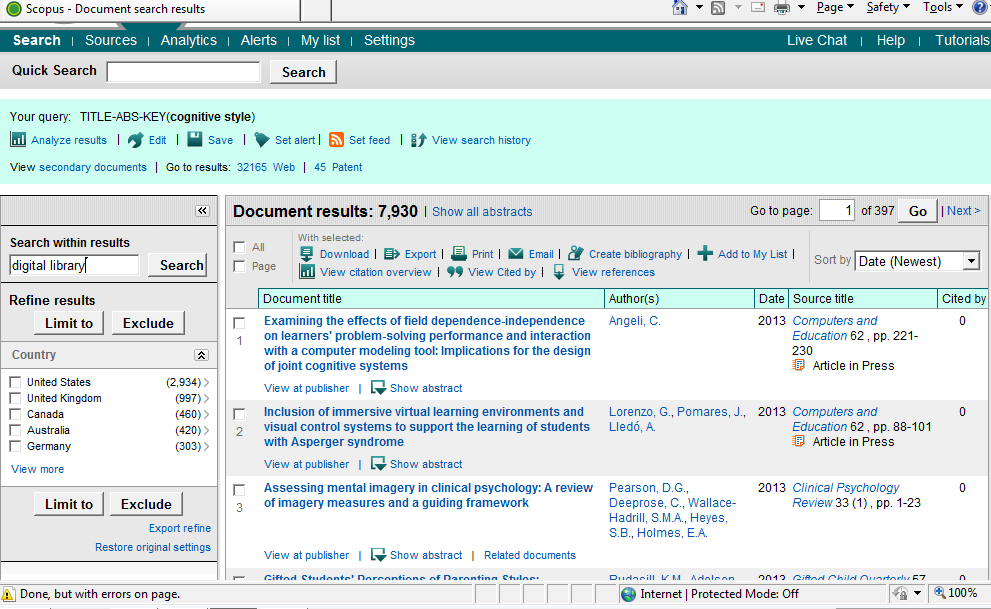 Scopus - Document search results
Page Safety Tools
Search | Sources | Analytics | Alerts | My list | Settings Live Chat | Help | Tutorials
Quick Search Search
Your query: TITLE-ABS-KEY(cognitive style)
Analyze results | Edit | Save | Set alert | Set feed | View search history
View secondary documents | Go to results: 32165 Web | 45 Patent
Search within results
digital library Search
Refine results
Limit to Exclude
Country
United States (2,934)
United Kingdom (997)
Canada (460)
Australia (420)
Germany (303)
View more
Limit to Exclude
Export refine
Restore original settings
Document results: 7,930 | Show all abstracts Go to page: 1 of 397 Go | Next >
All
Page
With selected:
Download | Export | Print | Email | Create bibliography | Add to My List |
View citation overview | View Cited by | View references
Sort by Date (Newest)
Document title Author(s) Date Source title Cited by
1
Examining the effects of field dependence-independence
on learners' problem-solving performance and interaction
with a computer modeling tool: Implications for the design
of joint cognitive systems
Angeli, C.
2013
Computers and
Education 62 , pp. 221-
230
Article in Press
0
View at publisher | Show abstract
2
Inclusion of immersive virtual learning environments and
visual control systems to support the learning of students
with Asperger syndrome
Lorenzo, G., Pomares, J.,
Lledó, A.
2013
Computers and
Education 62 , pp. 88-101
Article in Press
0
View at publisher | Show abstract
3
Assessing mental imagery in clinical psychology: A review
of imagery measures and a guiding framework
Pearson, D.G.,
Deeprose, C., Wallace-
Hadrill, S.M.A., Heyes,
S.B., Holmes, E.A.
2013
Clinical Psychology
Review 33 (1) , pp. 1-23
0
View at publisher | Show abstract | Related documents
Gifted Students' Perceptions of Parenting Styles:
Rudasill, K.M., Adelson,
2013
Gifted Child Quarterly 57
0
Done, but with errors on page. Internet | Protected Mode: Off 100%